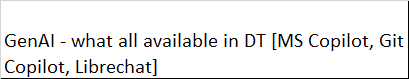 GenAI - what all available in DT [MS Copilot, Git
Copilot, Librechat]